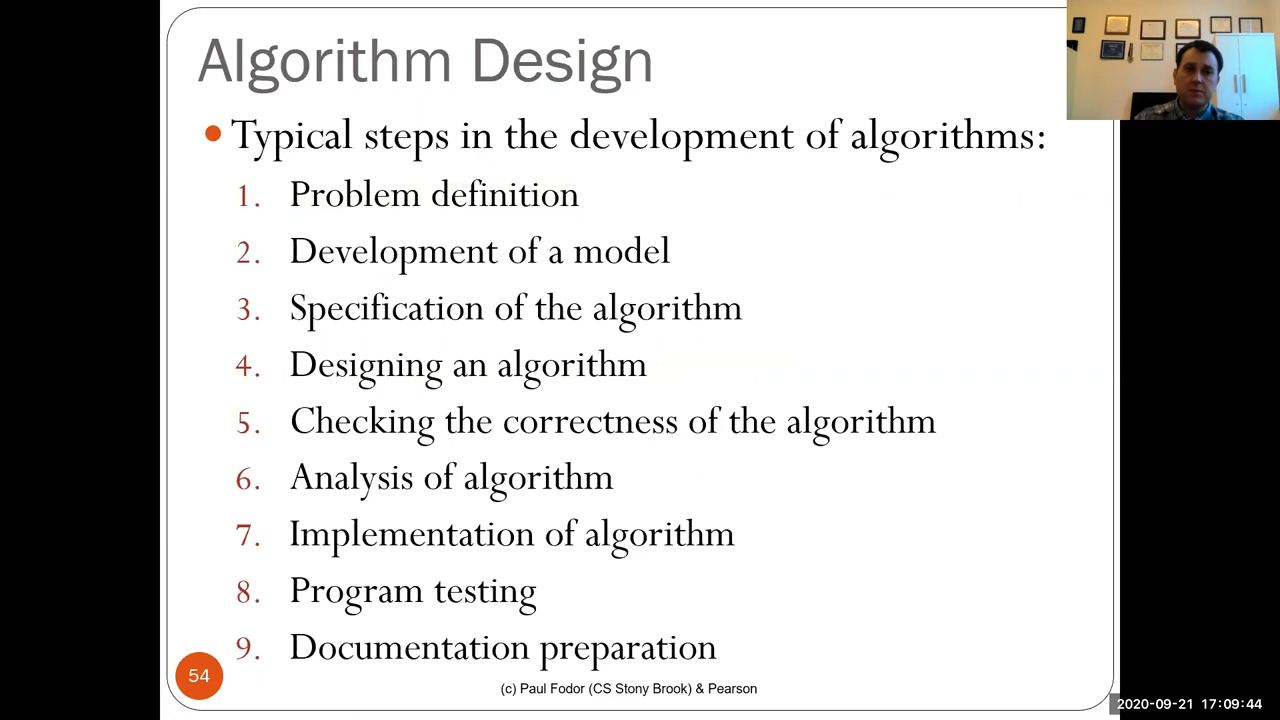 Algorithm Design
Typical steps in the development of algorithms:
1. Problem definition
2. Development of a model
3. Specification of the algorithm
4. Designing an algorithm
5. Checking the correctness of the algorithm
6. Analysis of algorithm
7. Implementation of algorithm
8. Program testing
9. Documentation preparation
54
(c) Paul Fodor (CS Stony Brook) & Pearson
2020-09-21 17:09:44